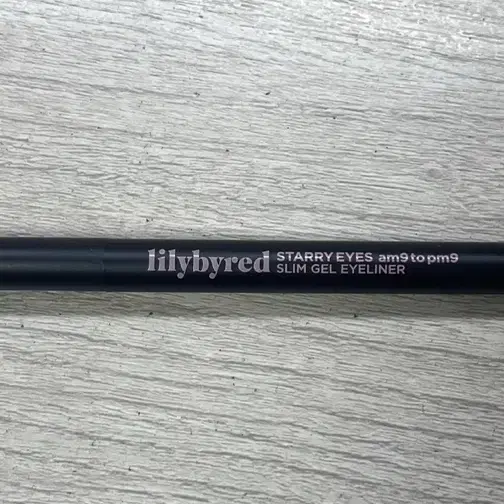 lilybyred
STARRY EYES am9 to pm9
SLIM GEL EYELINER